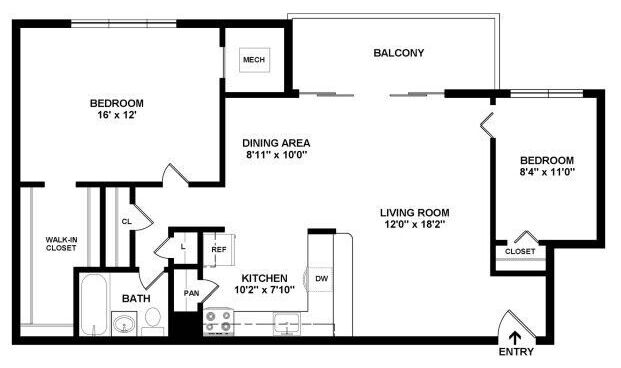 BALCONY
MECH
BEDROOM
16' x 12'
DINING AREA
8'11" x 10'0"
BEDROOM
8'4" x 11'0"
LIVING ROOM
12'0" x 18'2"
CL
WALK-IN
CLOSET
L
REF
CLOSET
KITCHEN
10'2" x 7'10"
DW
PAN
BATH
ENTRY